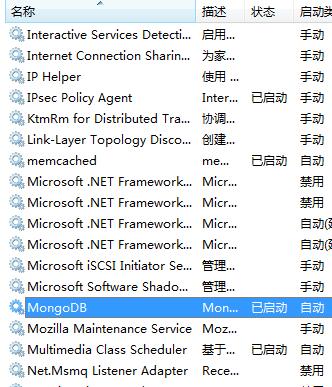 名称 描述 状态 启动类
Interactive Services Detecti... 启用... 手动
Internet Connection Sharin... 为家... 手动
IP Helper 使用 ... 手动
IPsec Policy Agent Inter... 已启动 自动
KtmRm for Distributed Tra... 协调... 手动
Link-Layer Topology Disco... 创建... 手动
memcached me... 已启动 自动
Microsoft .NET Framework... Micr... 禁用
Microsoft .NET Framework... Micr... 禁用
Microsoft .NET Framework... Micr... 自动(延
Microsoft .NET Framework... Micr... 自动(延
Microsoft iSCSI Initiator Se... 管理... 手动
Microsoft Software Shado... 管理... 手动
MongoDB Mon... 已启动 自动
Mozilla Maintenance Service Moz... 手动
Multimedia Class Scheduler 基于... 已启动 自动
Net.Msmq Listener Adapter Rece... 禁用